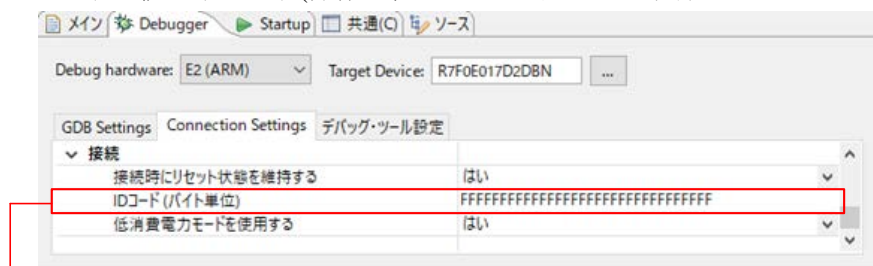 メイン Debugger Startup 共通(C) ソース
Debug hardware: E2 (ARM) Target Device: R7F0E017D2DBN ...
GDB Settings Connection Settings デバッグ・ツール設定
接続
接続時にリセット状態を維持する はい
IDコード(バイト単位) FFFFFFFFFFFFFFFFFFFFFFFFFFFFFFFF
低消費電力モードを使用する はい